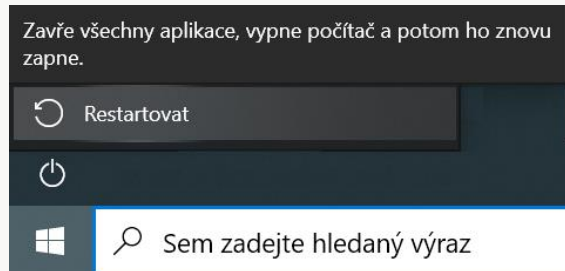 Zavře všechny aplikace, vypne počítač a potom ho znovu
zapne.
Restartovat
Sem zadejte hledaný výraz